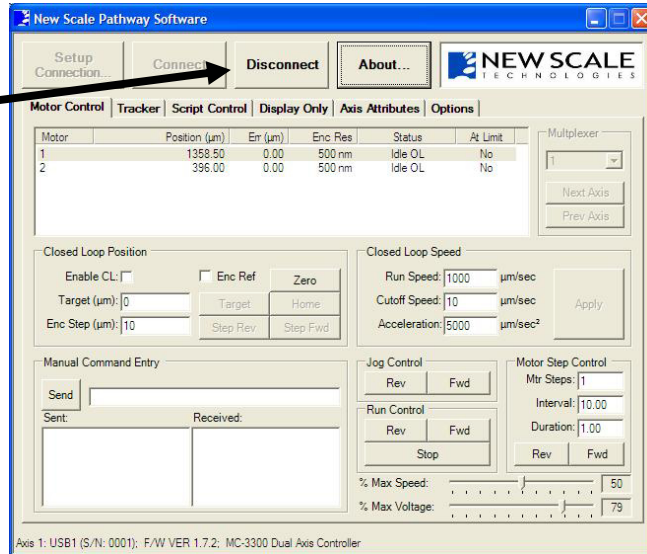 New Scale Pathway Software
Setup Connection... Connect Disconnect About... NEW SCALE TECHNOLOGIES
Motor Control Tracker Script Control Display Only Axis Attributes Options
Motor Position (µm) Err (µm) Enc Res Status At Limit
1 1358.50 0.00 500 nm Idle OL No
2 396.00 0.00 500 nm Idle OL No
Multplexer
1
Next Axis
Prev Axis
Closed Loop Position
Enable CL: Enc Ref Zero
Target (µm): 0 Target Home
Enc Step (µm): 10 Step Rev Step Fwd
Closed Loop Speed
Run Speed: 1000 µm/sec
Cutoff Speed: 10 µm/sec
Acceleration: 5000 µm/sec²
Apply
Manual Command Entry
Send
Sent: Received:
Jog Control
Rev Fwd
Run Control
Rev Fwd
Stop
Motor Step Control
Mtr Steps: 1
Interval: 10.00
Duration: 1.00
Rev Fwd
% Max Speed: 50
% Max Voltage: 79
Axis 1: USB1 (S/N: 0001); F/W VER 1.7.2; MC-3300 Dual Axis Controller